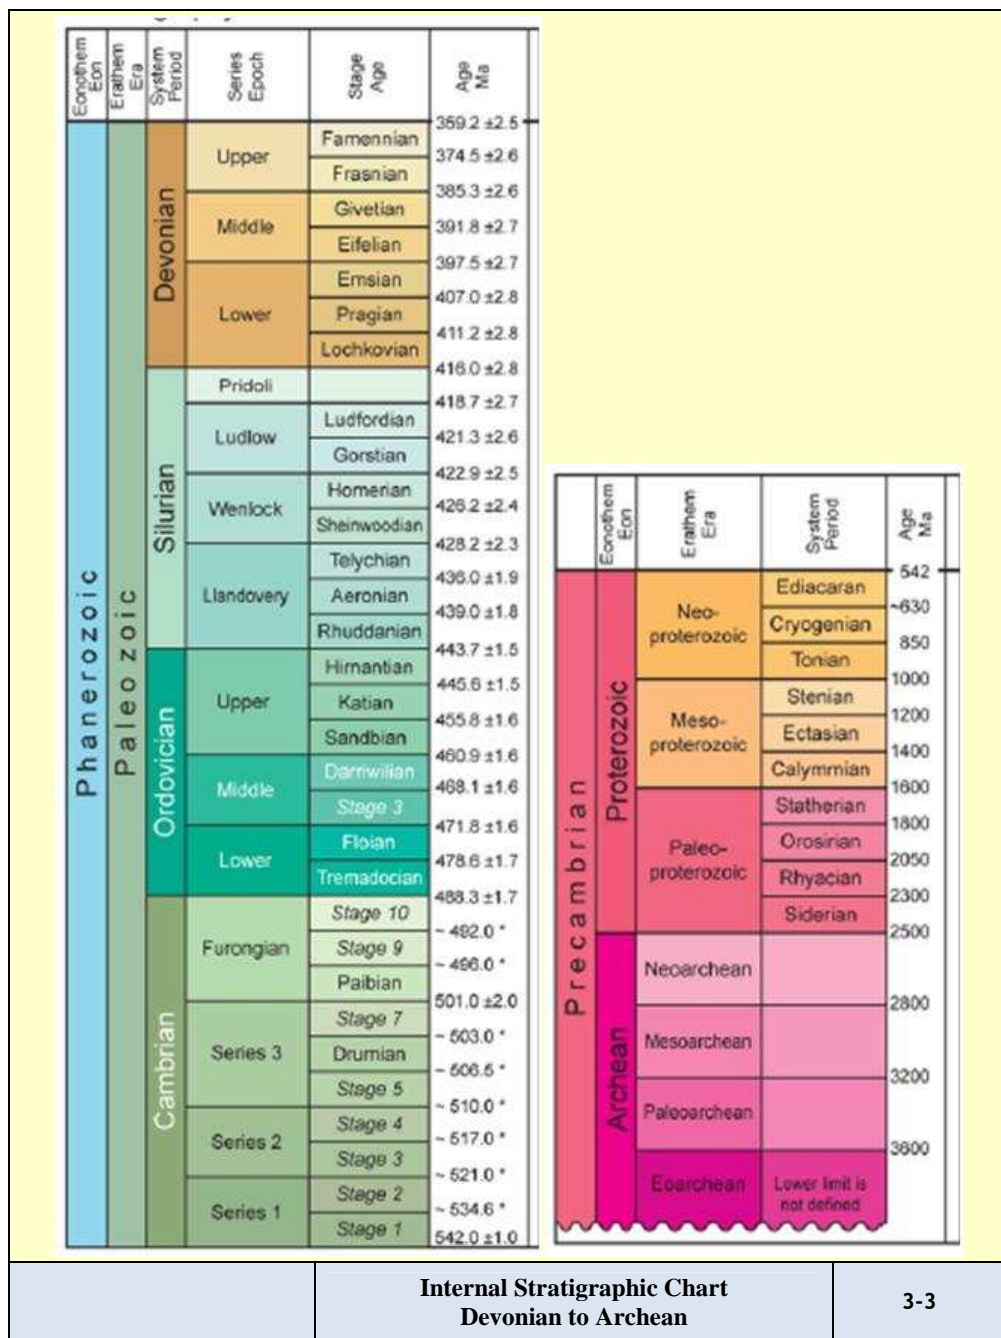 Eonothem
Eon
Erathem
Era
System
Period
Series
Epoch
Stage
Age
Age
Ma
Phanerozoic
Paleozoic
Devonian
Upper
Famennian
Frasnian
Middle
Givetian
Eifelian
Lower
Emsian
Pragian
Lochkovian
Silurian
Pridoli
Ludlow
Ludfordian
Gorstian
Wenlock
Homerian
Sheinwoodian
Llandovery
Telychian
Aeronian
Rhuddanian
Ordovician
Upper
Hirnantian
Katian
Sandbian
Middle
Darriwilian
Stage 3
Lower
Floian
Tremadocian
Cambrian
Furongian
Stage 10
Stage 9
Paibian
Series 3
Stage 7
Drumian
Stage 5
Series 2
Stage 4
Stage 3
Series 1
Stage 2
Stage 1
359.2 ±2.5
374.5 ±2.6
385.3 ±2.6
391.8 ±2.7
397.5 ±2.7
407.0 ±2.8
411.2 ±2.8
416.0 ±2.8
418.7 ±2.7
421.3 ±2.6
422.9 ±2.5
426.2 ±2.4
428.2 ±2.3
436.0 ±1.9
439.0 ±1.8
443.7 ±1.5
445.6 ±1.5
455.8 ±1.6
460.9 ±1.6
468.1 ±1.6
471.8 ±1.6
478.6 ±1.7
488.3 ±1.7
~ 492.0 *
~ 496.0 *
501.0 ±2.0
~ 503.0 *
~ 506.5 *
~ 510.0 *
~ 517.0 *
~ 521.0 *
~ 534.6 *
542.0 ±1.0
Eonothem
Eon
Erathem
Era
System
Period
Age
Ma
Precambrian
Proterozoic
Neo-
proterozoic
Ediacaran
Cryogenian
Tonian
Meso-
proterozoic
Stenian
Ectasian
Calymmian
Paleo-
proterozoic
Statherian
Orosirian
Rhyacian
Siderian
Archean
Neoarchean
Mesoarchean
Paleoarchean
Eoarchean
Lower limit is
not defined
542
~630
850
1000
1200
1400
1600
1800
2050
2300
2500
2800
3200
3600
Internal Stratigraphic Chart
Devonian to Archean
3-3